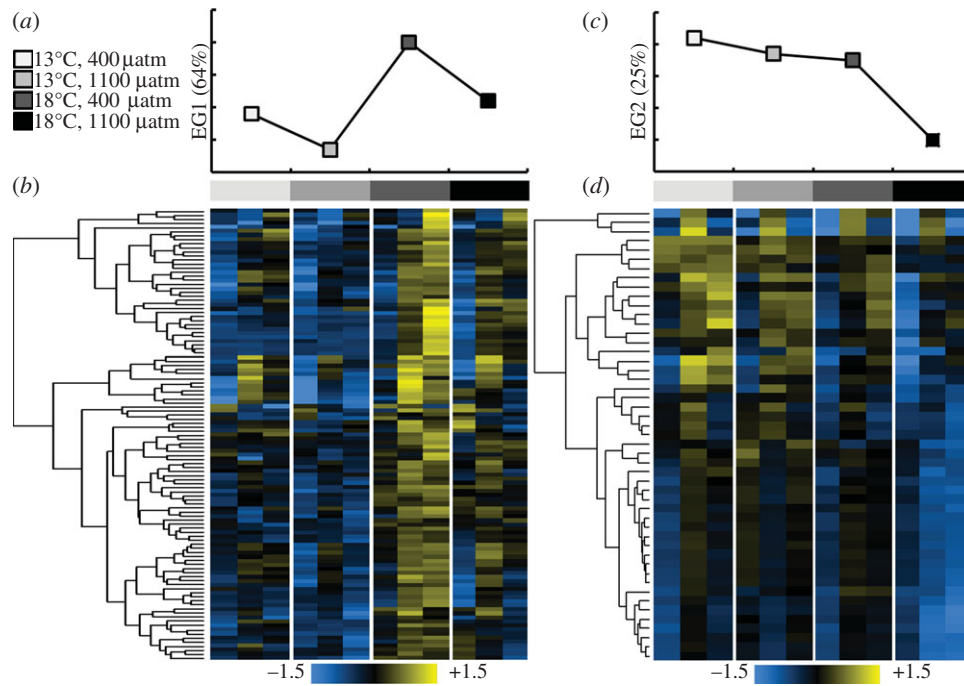 (a)
13°C, 400 µatm
13°C, 1100 µatm
18°C, 400 µatm
18°C, 1100 µatm
EG1 (64%)
(c)
EG2 (25%)
(b)
(d)
–1.5 +1.5
–1.5 +1.5